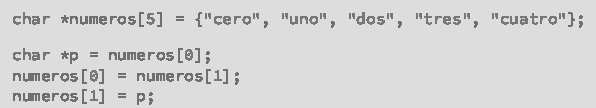 char *numeros[5] = {"cero", "uno", "dos", "tres", "cuatro"};
char *p = numeros[0];
numeros[0] = numeros[1];
numeros[1] = p;